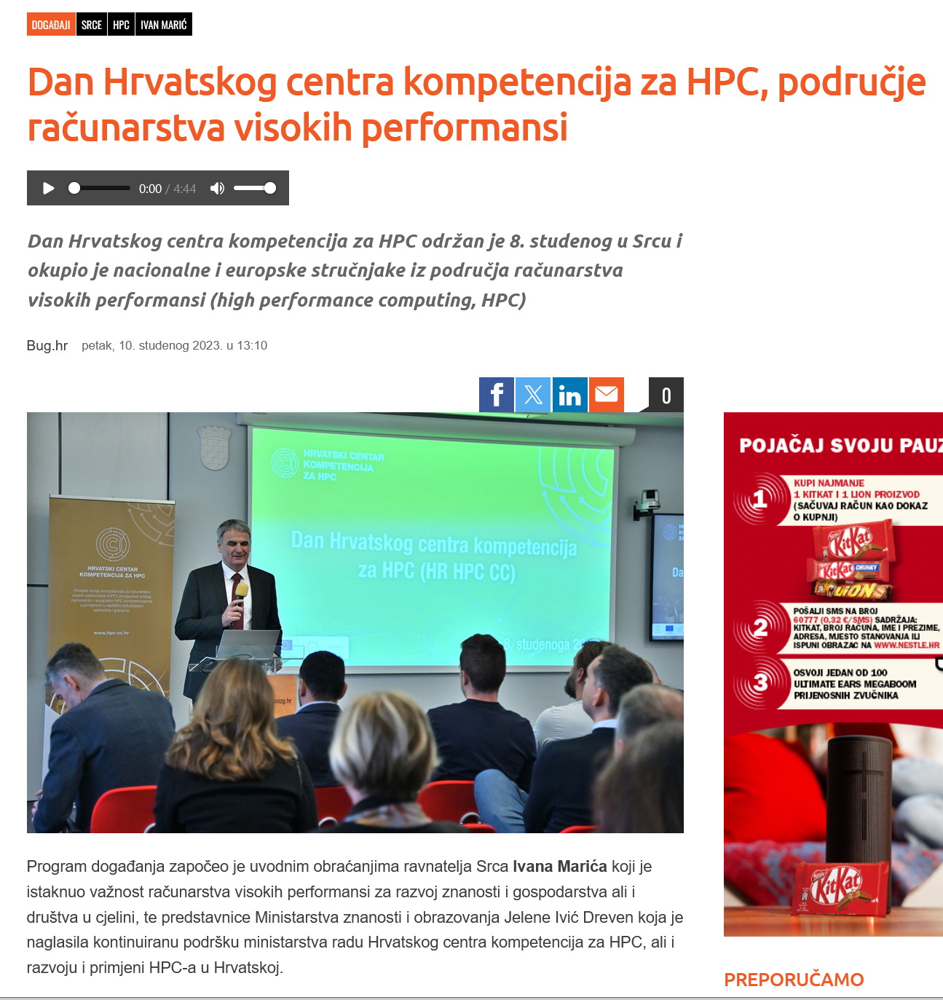 DOGAĐAJI SRCE HPC IVAN MARIĆ
Dan Hrvatskog centra kompetencija za HPC, područje
računarstva visokih performansi
0:00 / 4:44
Dan Hrvatskog centra kompetencija za HPC održan je 8. studenog u Srcu i
okupio je nacionalne i europske stručnjake iz područja računarstva
visokih performansi (high performance computing, HPC)
Bug.hr petak, 10. studenog 2023. u 13:10
0
HRVATSKI CENTAR
KOMPETENCIJA
ZA HPC
Dan Hrvatskog centra kompetencija
za HPC (HR HPC CC)
8. studenoga
HRVATSKI CENTAR
KOMPETENCIJA ZA HPC
Hrvatski centar kompetencija za računarstvo
www.hpc-cc.hr
Da
POJAČAJ SVOJU PAUZ
1
KUPI NAJMANJE
1 KITKAT I 1 LION PROIZVOD
(SAČUVAJ RAČUN KAO DOKAZ
O KUPNJI)
KitKat
KitKat CHUNKY
LION
2
POŠALJI SMS NA BROJ
60777 (0,32 €/SMS) SADRŽAJA:
KITKAT, BROJ RAČUNA, IME I PREZIME,
ADRESA, MJESTO STANOVANJA ILI
ISPUNI OBRAZAC NA WWW.NESTLE.HR
3
OSVOJI JEDAN OD 100
ULTIMATE EARS MEGABOOM
PRIJENOSNIH ZVUČNIKA
KitKat
Program događanja započeo je uvodnim obraćanjima ravnatelja Srca Ivana Marića koji je
istaknuo važnost računarstva visokih performansi za razvoj znanosti i gospodarstva ali i
društva u cjelini, te predstavnice Ministarstva znanosti i obrazovanja Jelene Ivić Dreven koja je
naglasila kontinuiranu podršku ministarstva radu Hrvatskog centra kompetencija za HPC, ali i
razvoju i primjeni HPC-a u Hrvatskoj.
PREPORUČAMO